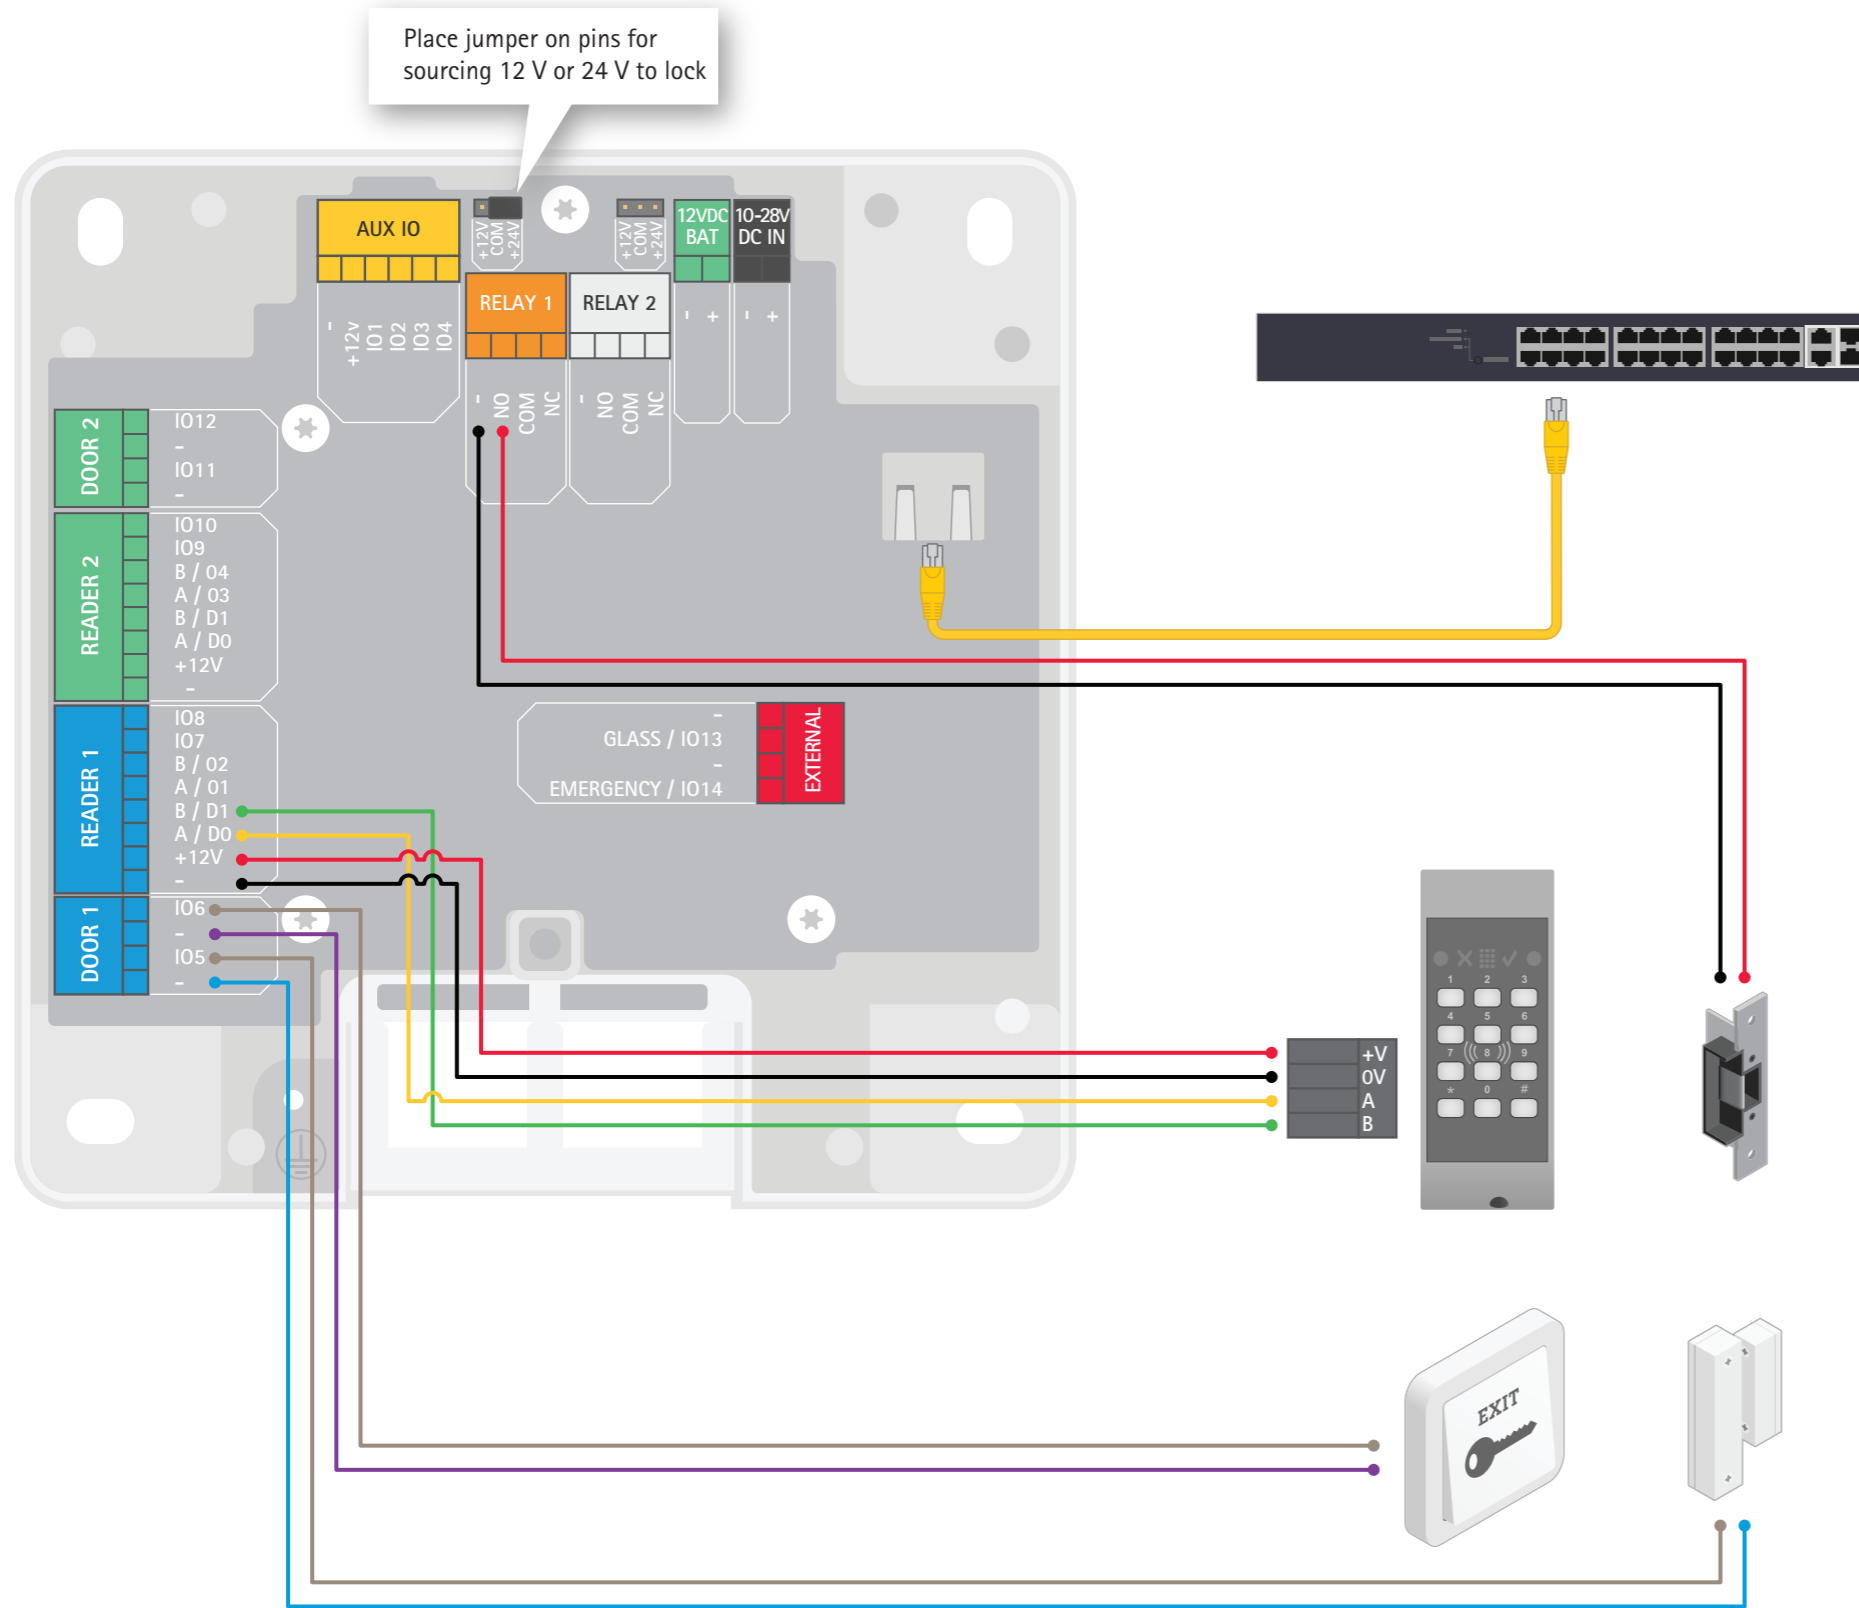 Place jumper on pins for
sourcing 12 V or 24 V to lock
AUX IO
-
+12v
IO1
IO2
IO3
IO4
+12V
COM
+24V
+12V
COM
+24V
12VDC
BAT
- +
10-28V
DC IN
- +
RELAY 1
-
NO
COM
NC
RELAY 2
-
NO
COM
NC
DOOR 2
IO12
-
IO11
-
READER 2
IO10
IO9
B / O4
A / O3
B / D1
A / D0
+12V
-
READER 1
IO8
IO7
B / O2
A / O1
B / D1
A / D0
+12V
-
DOOR 1
IO6
-
IO5
-
-
GLASS / IO13
-
EMERGENCY / IO14
EXTERNAL
+V
0V
A
B
1 2 3
4 5 6
7 8 9
* 0 #
EXIT